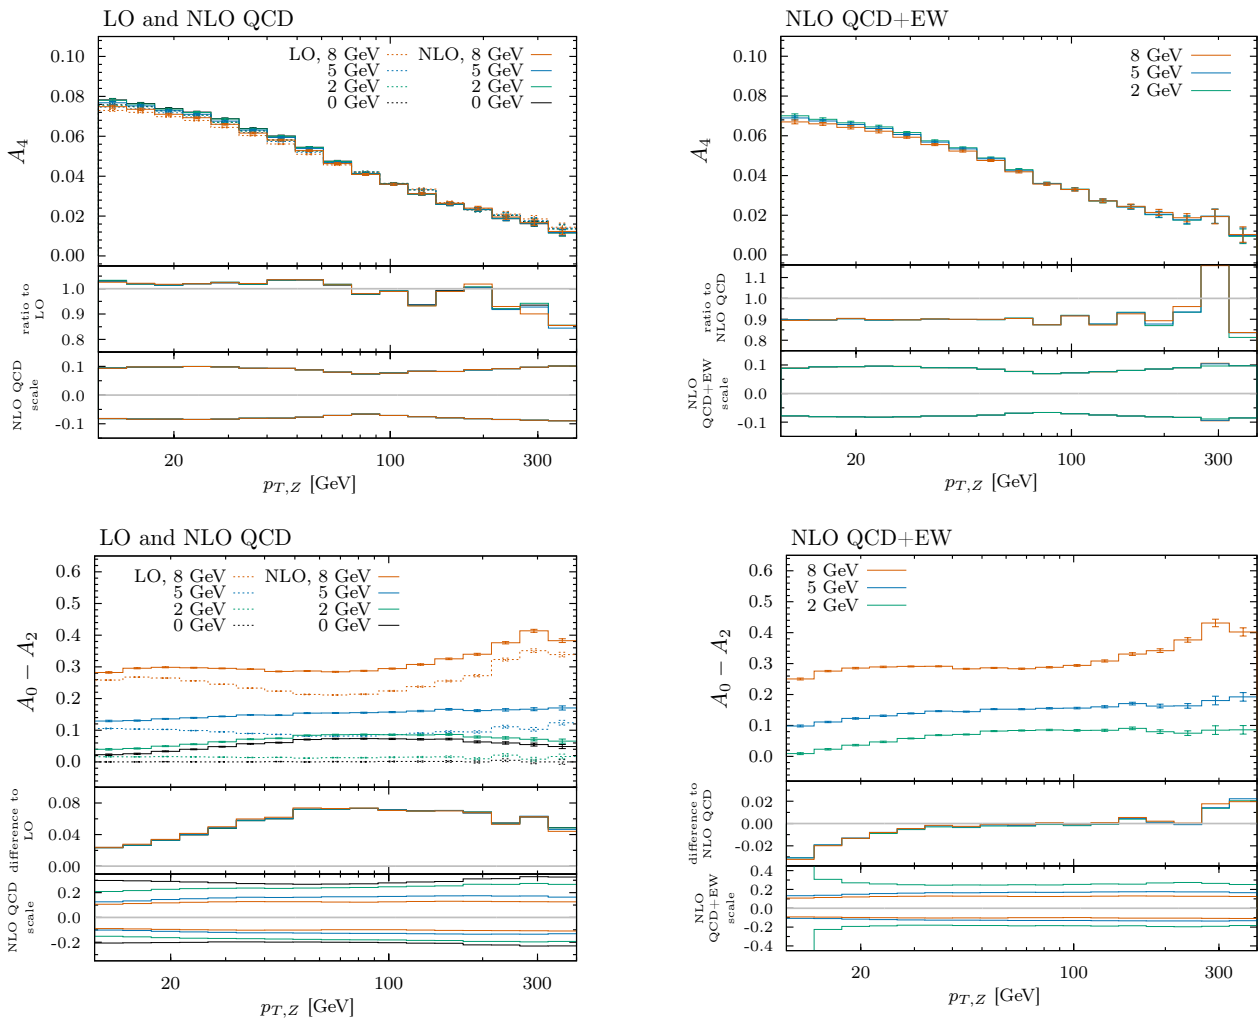 LO and NLO QCD
0.10
0.08
0.06
0.04
0.02
0.00
A4
LO, 8 GeV
5 GeV
2 GeV
0 GeV
NLO, 8 GeV
5 GeV
2 GeV
0 GeV
1.0
0.9
0.8
ratio to
LO
0.1
0.0
-0.1
NLO QCD
scale
20
100
300
pT,Z [GeV]
NLO QCD+EW
0.10
0.08
0.06
0.04
0.02
0.00
A4
8 GeV
5 GeV
2 GeV
1.1
1.0
0.9
0.8
ratio to
NLO QCD
0.1
0.0
-0.1
NLO
QCD+EW
scale
20
100
300
pT,Z [GeV]
LO and NLO QCD
0.6
0.5
0.4
0.3
0.2
0.1
0.0
A0 − A2
LO, 8 GeV
5 GeV
2 GeV
0 GeV
NLO, 8 GeV
5 GeV
2 GeV
0 GeV
0.08
0.04
0.00
difference to
LO
0.2
0.0
-0.2
NLO QCD
scale
20
100
300
pT,Z [GeV]
NLO QCD+EW
0.6
0.5
0.4
0.3
0.2
0.1
0.0
A0 − A2
8 GeV
5 GeV
2 GeV
0.02
0.00
-0.02
difference to
NLO QCD
0.4
0.2
0.0
-0.2
-0.4
NLO
QCD+EW
scale
20
100
300
pT,Z [GeV]